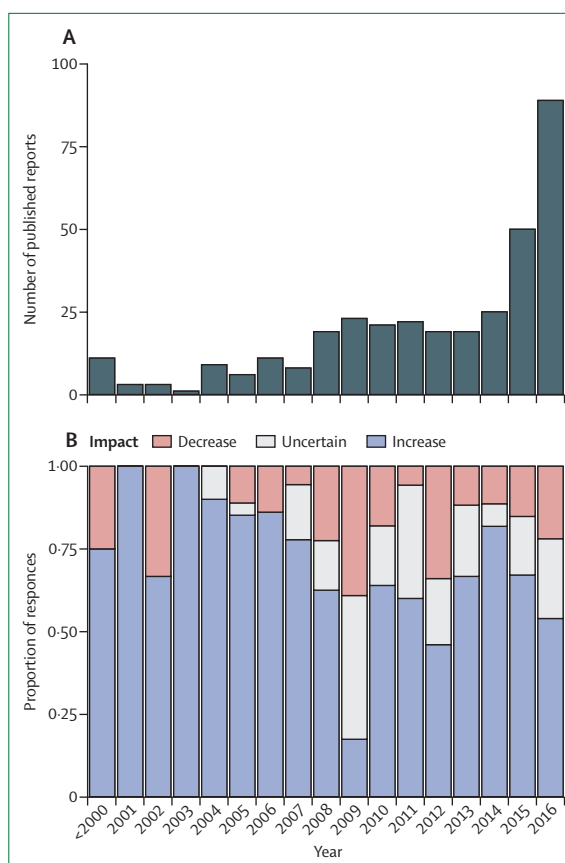 A
100
75
50
25
0
Number of published reports
B Impact Decrease Uncertain Increase
1·00
0·75
0·50
0·25
0
Proportion of responces
<2000 2001 2002 2003 2004 2005 2006 2007 2008 2009 2010 2011 2012 2013 2014 2015 2016
Year